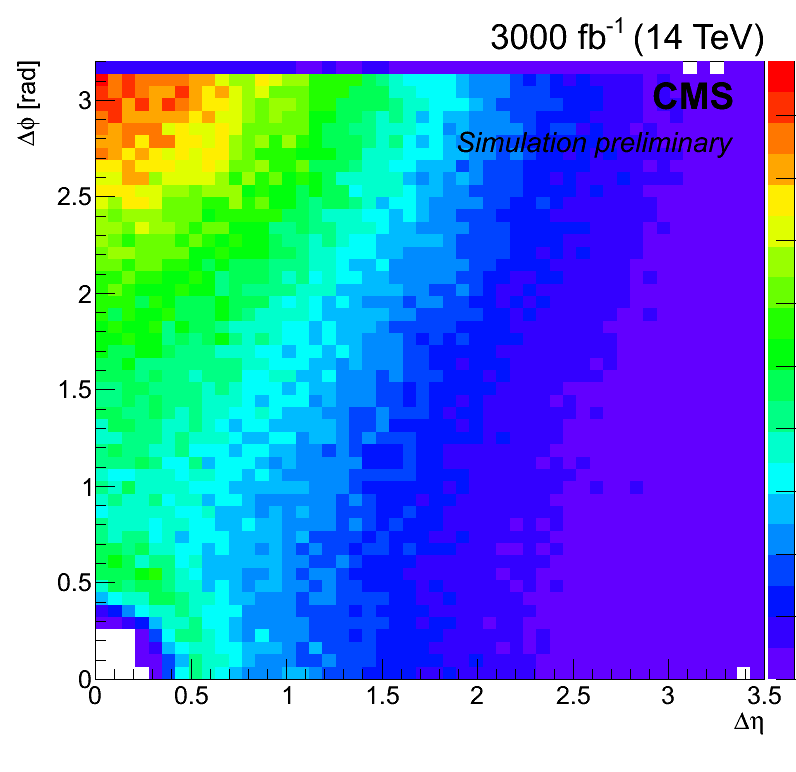 3000 fb-1 (14 TeV)
Δϕ [rad]
CMS
Simulation preliminary
3
2.5
2
1.5
1
0.5
0
0 0.5 1 1.5 2 2.5 3 3.5
Δη